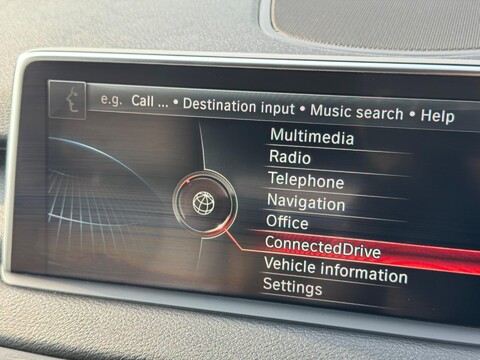 e.g. Call ... • Destination input • Music search • Help
Multimedia
Radio
Telephone
Navigation
Office
ConnectedDrive
Vehicle information
Settings